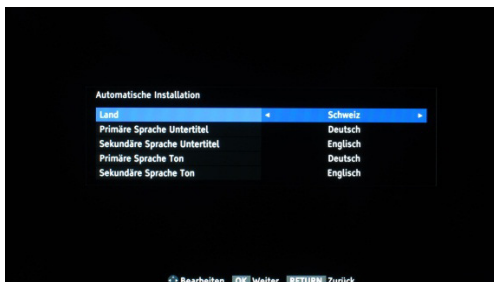 Automatische Installation
Land ◄ Schweiz ►
Primäre Sprache Untertitel Deutsch
Sekundäre Sprache Untertitel Englisch
Primäre Sprache Ton Deutsch
Sekundäre Sprache Ton Englisch
Bearbeiten OK Weiter RETURN Zurück